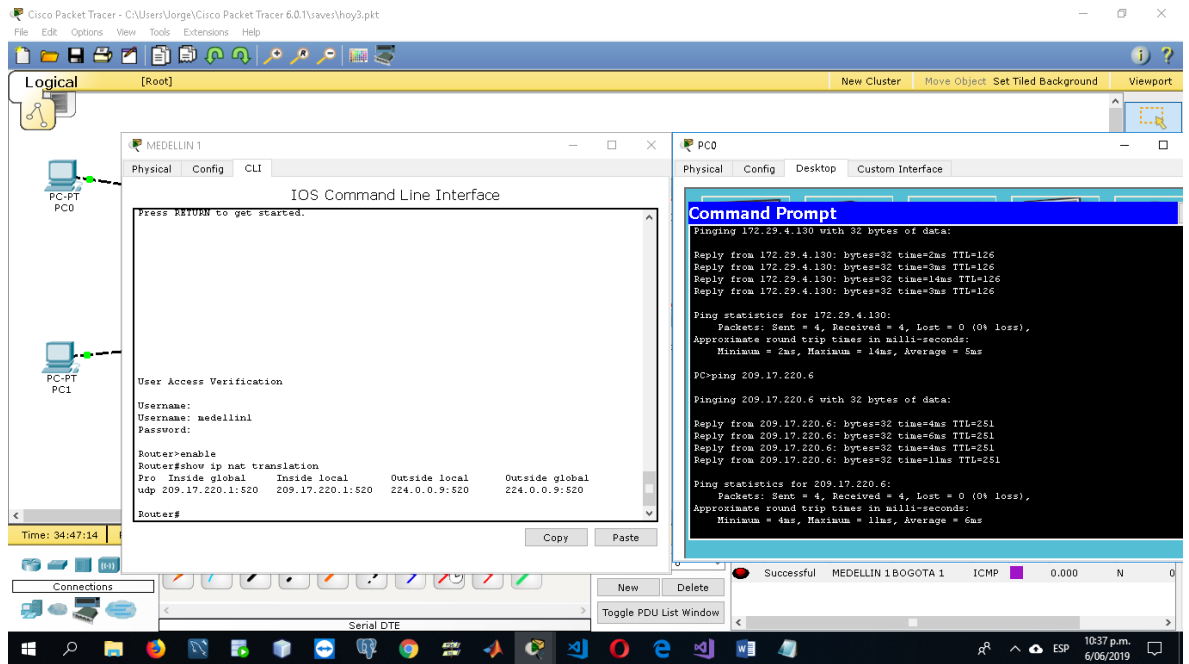 Cisco Packet Tracer - C:\Users\Jorge\Cisco Packet Tracer 6.0.1\saves\hoy3.pkt
File Edit Options View Tools Extensions Help
Logical [Root] New Cluster Move Object Set Tiled Background Viewport
PC-PT
PC0
PC-PT
PC1
MEDELLIN 1
Physical Config CLI
IOS Command Line Interface
Press RETURN to get started.
User Access Verification
Username:
Username: medellin1
Password:
Router>enable
Router#show ip nat translation
Pro Inside global Inside local Outside local Outside global
udp 209.17.220.1:520 209.17.220.1:520 224.0.0.9:520 224.0.0.9:520
Router#
Copy Paste
PC0
Physical Config Desktop Custom Interface
Command Prompt
Pinging 172.29.4.130 with 32 bytes of data:
Reply from 172.29.4.130: bytes=32 time=2ms TTL=126
Reply from 172.29.4.130: bytes=32 time=3ms TTL=126
Reply from 172.29.4.130: bytes=32 time=14ms TTL=126
Reply from 172.29.4.130: bytes=32 time=3ms TTL=126
Ping statistics for 172.29.4.130:
Packets: Sent = 4, Received = 4, Lost = 0 (0% loss),
Approximate round trip times in milli-seconds:
Minimum = 2ms, Maximum = 14ms, Average = 5ms
PC>ping 209.17.220.6
Pinging 209.17.220.6 with 32 bytes of data:
Reply from 209.17.220.6: bytes=32 time=4ms TTL=251
Reply from 209.17.220.6: bytes=32 time=6ms TTL=251
Reply from 209.17.220.6: bytes=32 time=4ms TTL=251
Reply from 209.17.220.6: bytes=32 time=11ms TTL=251
Ping statistics for 209.17.220.6:
Packets: Sent = 4, Received = 4, Lost = 0 (0% loss),
Approximate round trip times in milli-seconds:
Minimum = 4ms, Maximum = 11ms, Average = 6ms
Time: 34:47:14
Connections
Serial DTE
New Delete
Toggle PDU List Window
Successful MEDELLIN 1 BOGOTA 1 ICMP 0.000 N 0
ESP
10:37 p.m.
6/06/2019